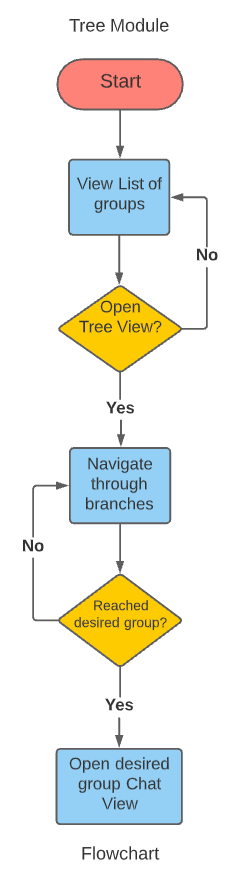 Tree Module
Start
View List of
groups
No
Open
Tree View?
Yes
Navigate
through
branches
No
Reached
desired group?
Yes
Open desired
group Chat
View
Flowchart